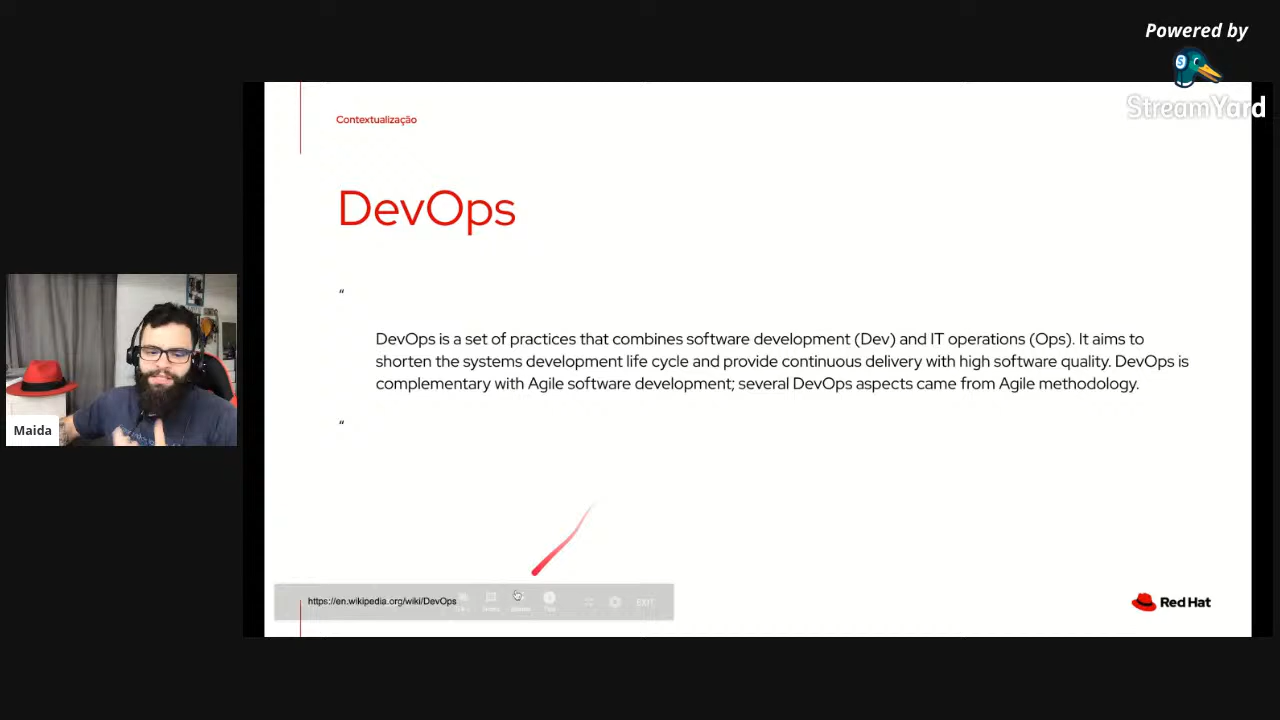 Powered by
StreamYard
Contextualização
DevOps
“
DevOps is a set of practices that combines software development (Dev) and IT operations (Ops). It aims to
shorten the systems development life cycle and provide continuous delivery with high software quality. DevOps is
complementary with Agile software development; several DevOps aspects came from Agile methodology.
“
Maida
https://en.wikipedia.org/wiki/DevOps
EXIT
Red Hat